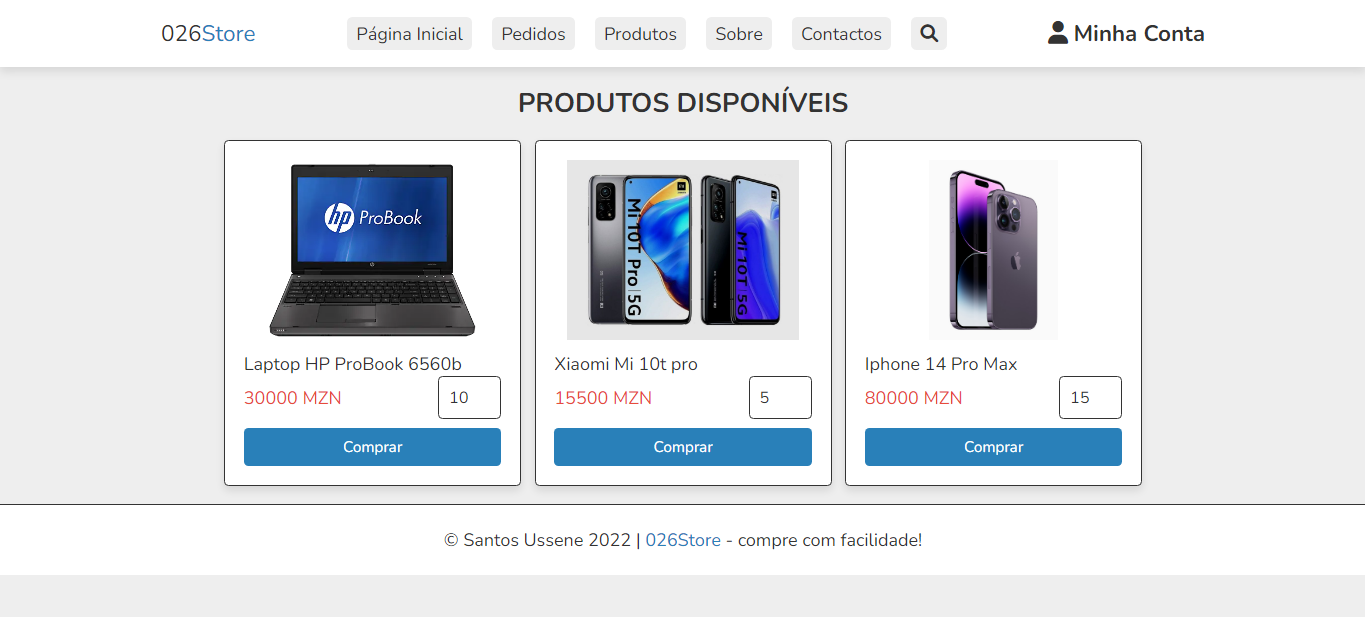 026Store
Página Inicial
Pedidos
Produtos
Sobre
Contactos
Minha Conta
PRODUTOS DISPONÍVEIS
hp ProBook
Mi 10T Pro|5G
Mi 10T|5G
Laptop HP ProBook 6560b
30000 MZN
10
Comprar
Xiaomi Mi 10t pro
15500 MZN
5
Comprar
Iphone 14 Pro Max
80000 MZN
15
Comprar
© Santos Ussene 2022 | 026Store - compre com facilidade!